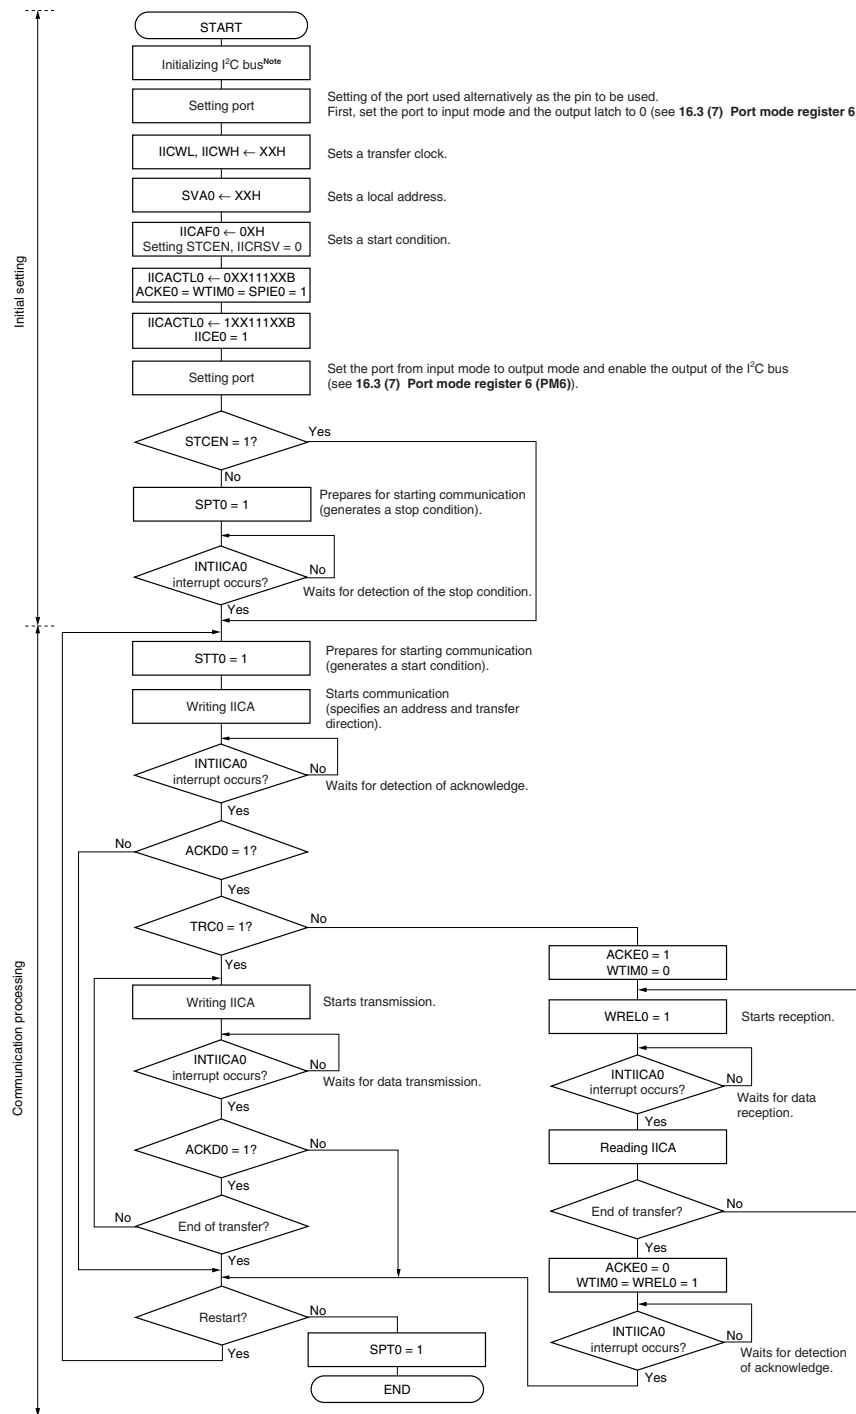 START
Initializing I²C busNote
Setting port
Setting of the port used alternatively as the pin to be used.
First, set the port to input mode and the output latch to 0 (see 16.3 (7) Port mode register 6
IICWL, IICWH ← XXH
Sets a transfer clock.
SVA0 ← XXH
Sets a local address.
IICAF0 ← 0XH
Setting STCEN, IICRSV = 0
Sets a start condition.
Initial setting
IICACTL0 ← 0XX111XXB
ACKE0 = WTIM0 = SPIE0 = 1
IICACTL0 ← 1XX111XXB
IICE0 = 1
Setting port
Set the port from input mode to output mode and enable the output of the I²C bus
(see 16.3 (7) Port mode register 6 (PM6)).
STCEN = 1?
Yes
No
SPT0 = 1
Prepares for starting communication
(generates a stop condition).
INTIICA0
interrupt occurs?
No
Waits for detection of the stop condition.
Yes
STT0 = 1
Prepares for starting communication
(generates a start condition).
Writing IICA
Starts communication
(specifies an address and transfer
direction).
INTIICA0
interrupt occurs?
No
Waits for detection of acknowledge.
Yes
ACKD0 = 1?
No
Yes
TRC0 = 1?
No
Yes
Communication processing
Writing IICA
Starts transmission.
INTIICA0
interrupt occurs?
No
Waits for data transmission.
Yes
ACKD0 = 1?
No
Yes
End of transfer?
No
Yes
ACKE0 = 1
WTIM0 = 0
WREL0 = 1
Starts reception.
INTIICA0
interrupt occurs?
No
Waits for data
reception.
Yes
Reading IICA
End of transfer?
No
Yes
ACKE0 = 0
WTIM0 = WREL0 = 1
INTIICA0
interrupt occurs?
No
Waits for detection
of acknowledge.
Yes
Restart?
No
Yes
SPT0 = 1
END